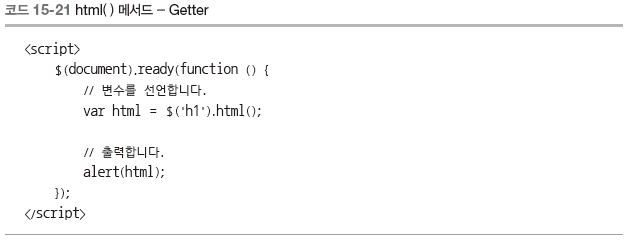 코드 15-21 html( ) 메서드 – Getter
<script>
$(document).ready(function () {
// 변수를 선언합니다.
var html = $('h1').html();
// 출력합니다.
alert(html);
});
</script>